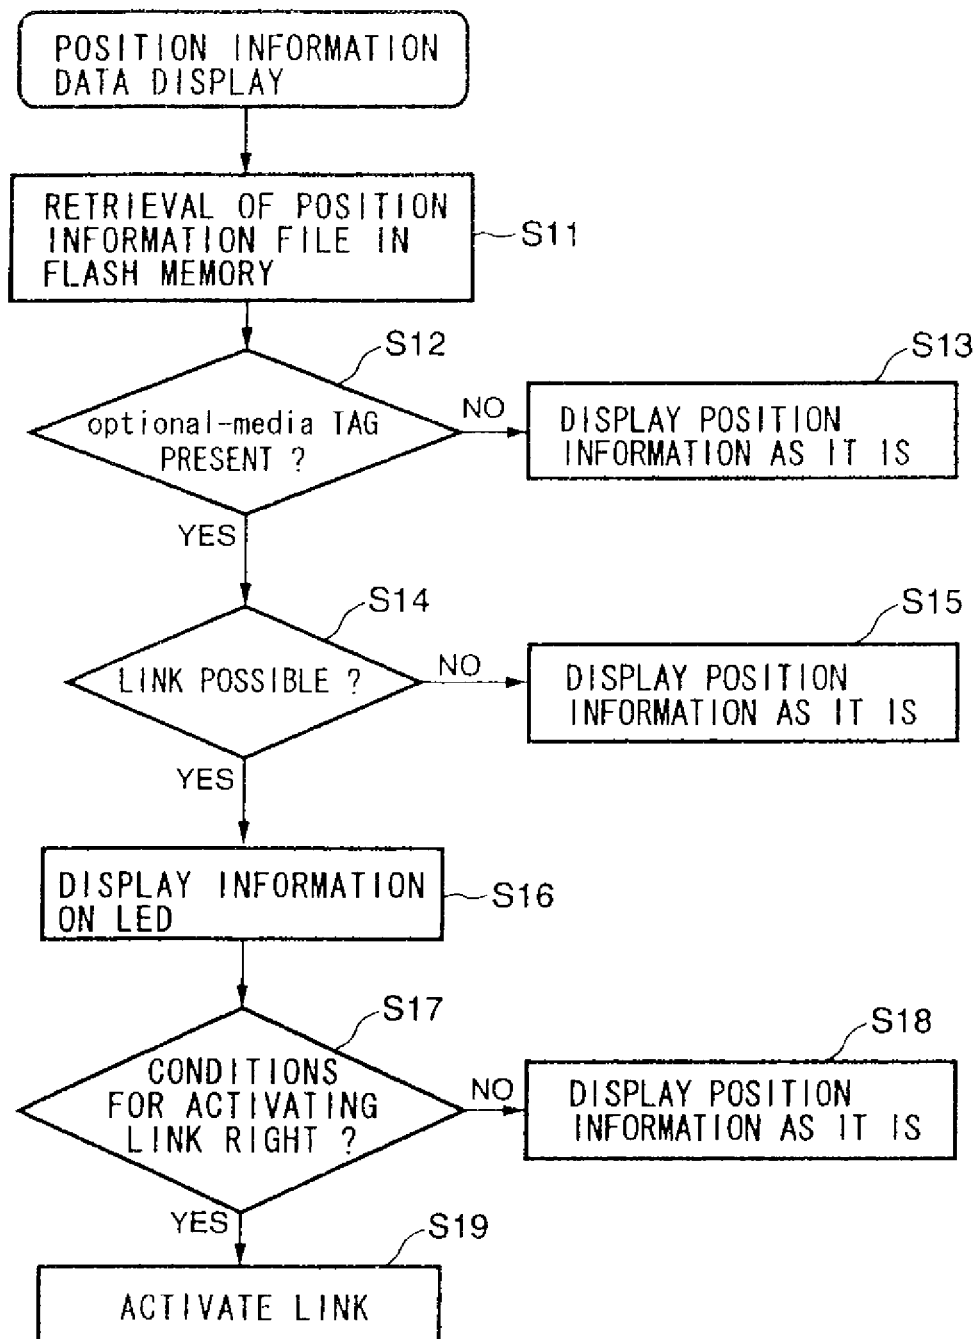 POSITION INFORMATION
DATA DISPLAY
RETRIEVAL OF POSITION
INFORMATION FILE IN
FLASH MEMORY
S11
S12
optional-media TAG
PRESENT ?
NO
S13
DISPLAY POSITION
INFORMATION AS IT IS
YES
S14
LINK POSSIBLE ?
NO
S15
DISPLAY POSITION
INFORMATION AS IT IS
YES
DISPLAY INFORMATION
ON LED
S16
S17
CONDITIONS
FOR ACTIVATING
LINK RIGHT ?
NO
S18
DISPLAY POSITION
INFORMATION AS IT IS
YES
S19
ACTIVATE LINK